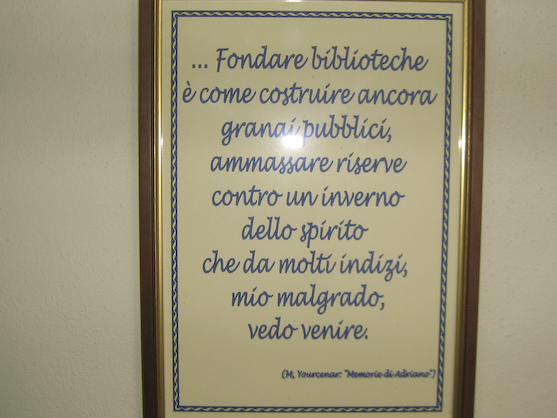 ... Fondare biblioteche
è come costruire ancora
granai pubblici,
ammassare riserve
contro un inverno
dello spirito
che da molti indizi,
mio malgrado,
vedo venire.
(M. Yourcenar: "Memorie di Adriano")